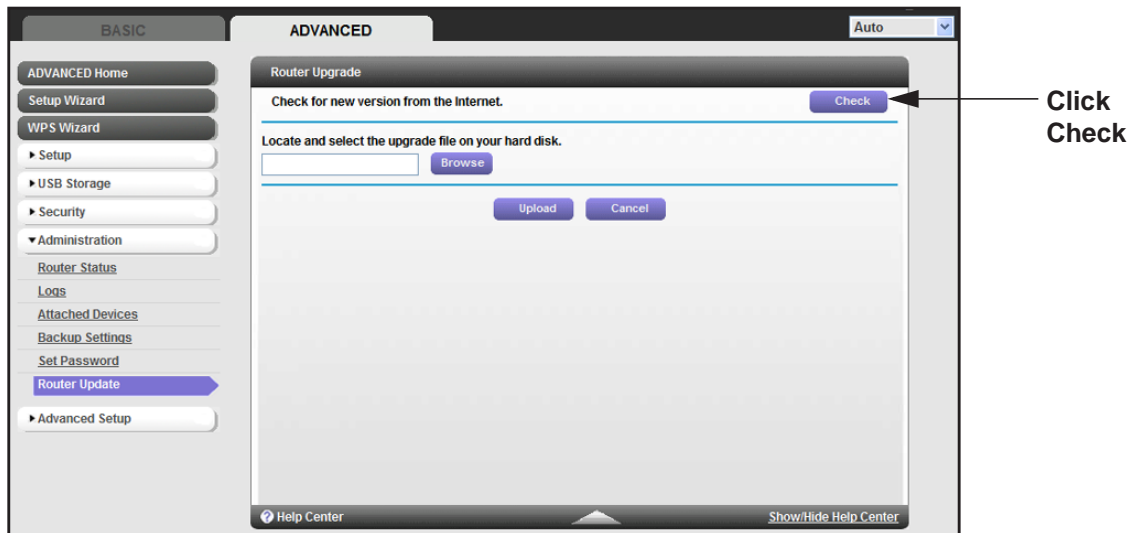 BASIC
ADVANCED
Auto
ADVANCED Home
Setup Wizard
WPS Wizard
Setup
USB Storage
Security
Administration
Router Status
Logs
Attached Devices
Backup Settings
Set Password
Router Update
Advanced Setup
Router Upgrade
Check for new version from the Internet.
Check
Locate and select the upgrade file on your hard disk.
Browse
Upload
Cancel
Help Center
Show/Hide Help Center
Click
Check